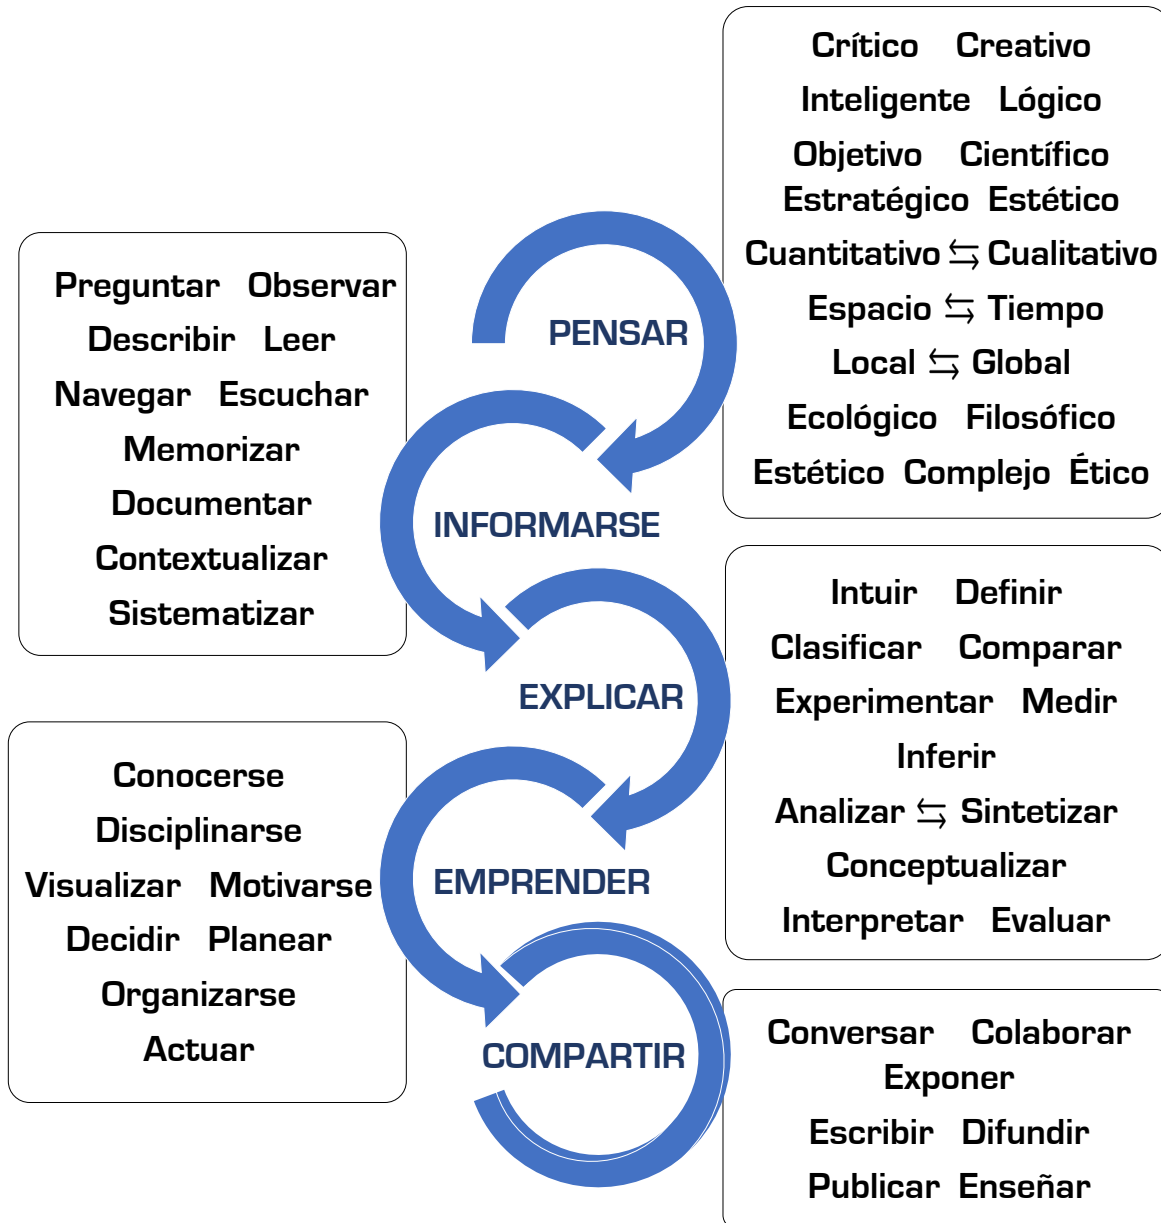 Crítico Creativo
Inteligente Lógico
Objetivo Científico
Estratégico Estético
Cuantitativo ⇆ Cualitativo
Espacio ⇆ Tiempo
Local ⇆ Global
Ecológico Filosófico
Estético Complejo Ético
PENSAR
Preguntar Observar
Describir Leer
Navegar Escuchar
Memorizar
Documentar
Contextualizar
Sistematizar
INFORMARSE
Intuir Definir
Clasificar Comparar
Experimentar Medir
Inferir
Analizar ⇆ Sintetizar
Conceptualizar
Interpretar Evaluar
EXPLICAR
Conocerse
Disciplinarse
Visualizar Motivarse
Decidir Planear
Organizarse
Actuar
EMPRENDER
COMPARTIR
Conversar Colaborar
Exponer
Escribir Difundir
Publicar Enseñar